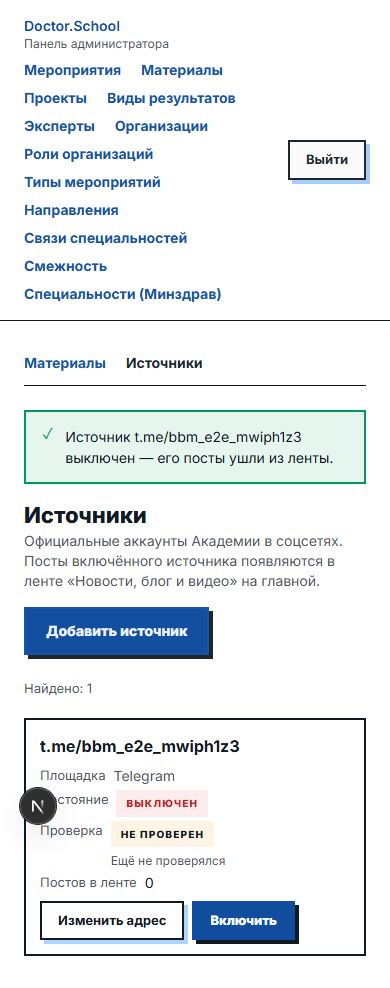 Doctor.School
Панель администратора
Мероприятия Материалы
Проекты Виды результатов
Эксперты Организации
Роли организаций
Выйти
Типы мероприятий
Направления
Связи специальностей
Смежность
Специальности (Минздрав)
Материалы Источники
✓ Источник t.me/bbm_e2e_mwiph1z3
выключен — его посты ушли из ленты.
Источники
Официальные аккаунты Академии в соцсетях.
Посты включённого источника появляются в
ленте «Новости, блог и видео» на главной.
Добавить источник
Найдено: 1
t.me/bbm_e2e_mwiph1z3
Площадка Telegram
стояние ВЫКЛЮЧЕН
Проверка НЕ ПРОВЕРЕН
Ещё не проверялся
Постов в ленте 0
Изменить адрес Включить
N